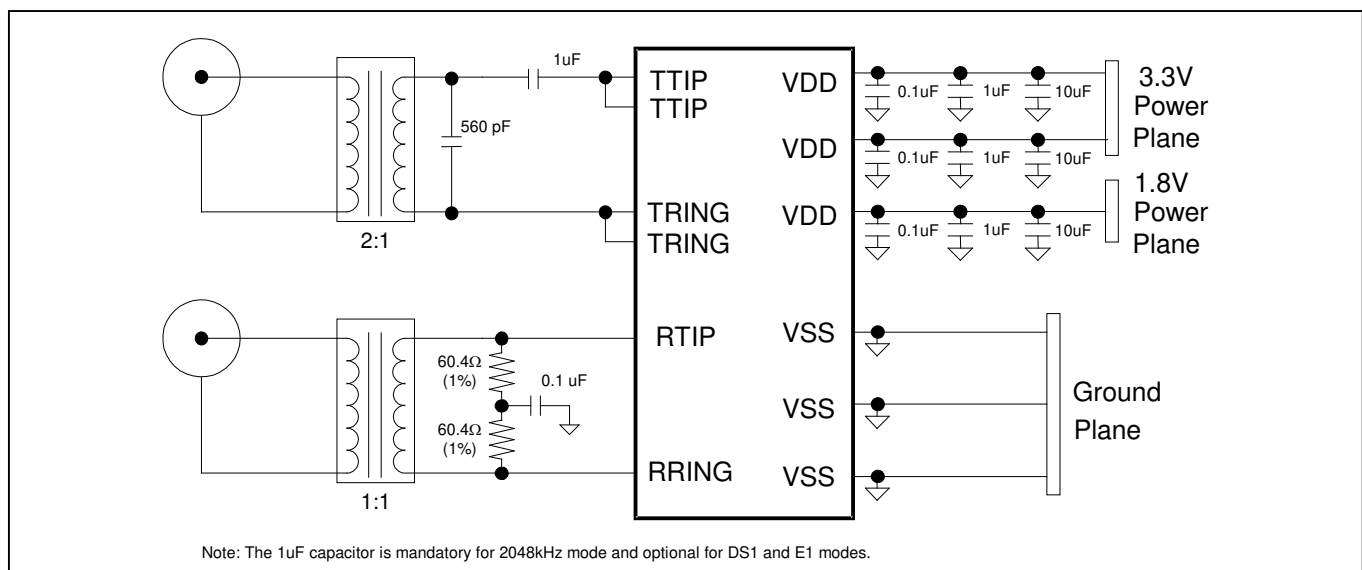 1uF
TTIP
TTIP
560 pF
TRING
TRING
2:1
VDD
0.1uF
1uF
10uF
VDD
0.1uF
1uF
10uF
3.3V
Power
Plane
VDD
0.1uF
1uF
10uF
1.8V
Power
Plane
RTIP
60.4Ω
(1%)
0.1 uF
60.4Ω
(1%)
RRING
1:1
VSS
VSS
VSS
Ground
Plane
Note: The 1uF capacitor is mandatory for 2048kHz mode and optional for DS1 and E1 modes.